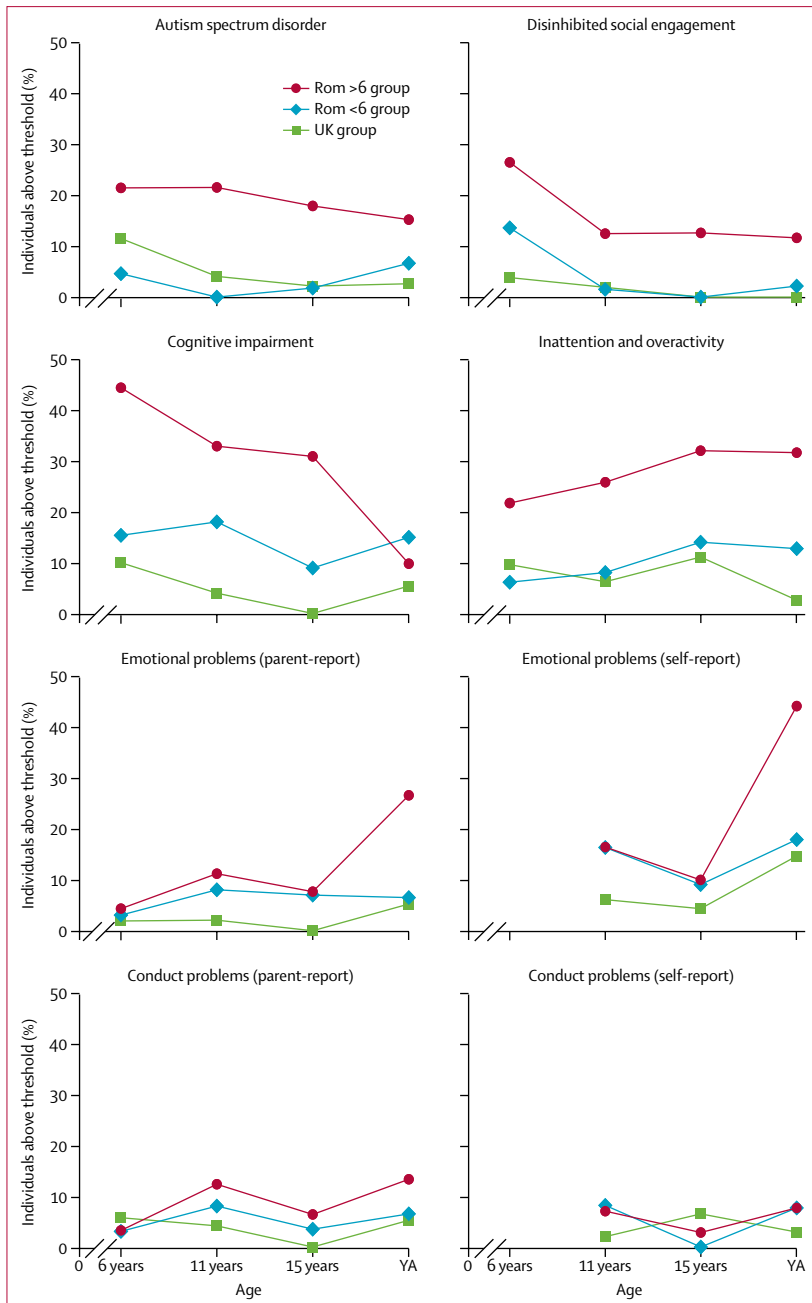 Autism spectrum disorder
Individuals above threshold (%)
50
40
30
20
10
0
Rom >6 group
Rom <6 group
UK group
Disinhibited social engagement
Cognitive impairment
Individuals above threshold (%)
50
40
30
20
10
0
Inattention and overactivity
Emotional problems (parent-report)
Individuals above threshold (%)
50
40
30
20
10
0
Emotional problems (self-report)
Conduct problems (parent-report)
Individuals above threshold (%)
50
40
30
20
10
0
0 6 years 11 years 15 years YA
Age
Conduct problems (self-report)
0 6 years 11 years 15 years YA
Age